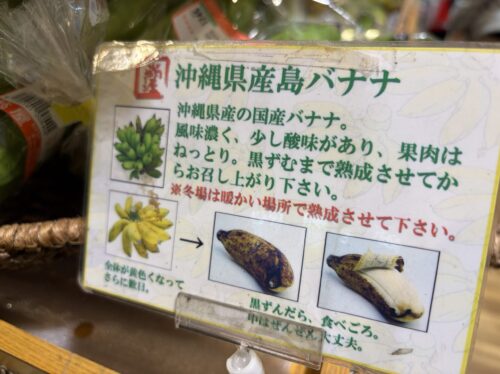 沖縄県産島バナナ
沖縄県産の国産バナナ。
風味濃く、少し酸味があり、果肉は
ねっとり。黒ずむまで熟成させてか
らお召し上がり下さい。
※冬場は暖かい場所で熟成させて下さい。
全体が黄色くなって
さらに数日。
黒ずんだら、食べごろ。
中はぜんぜん大丈夫。